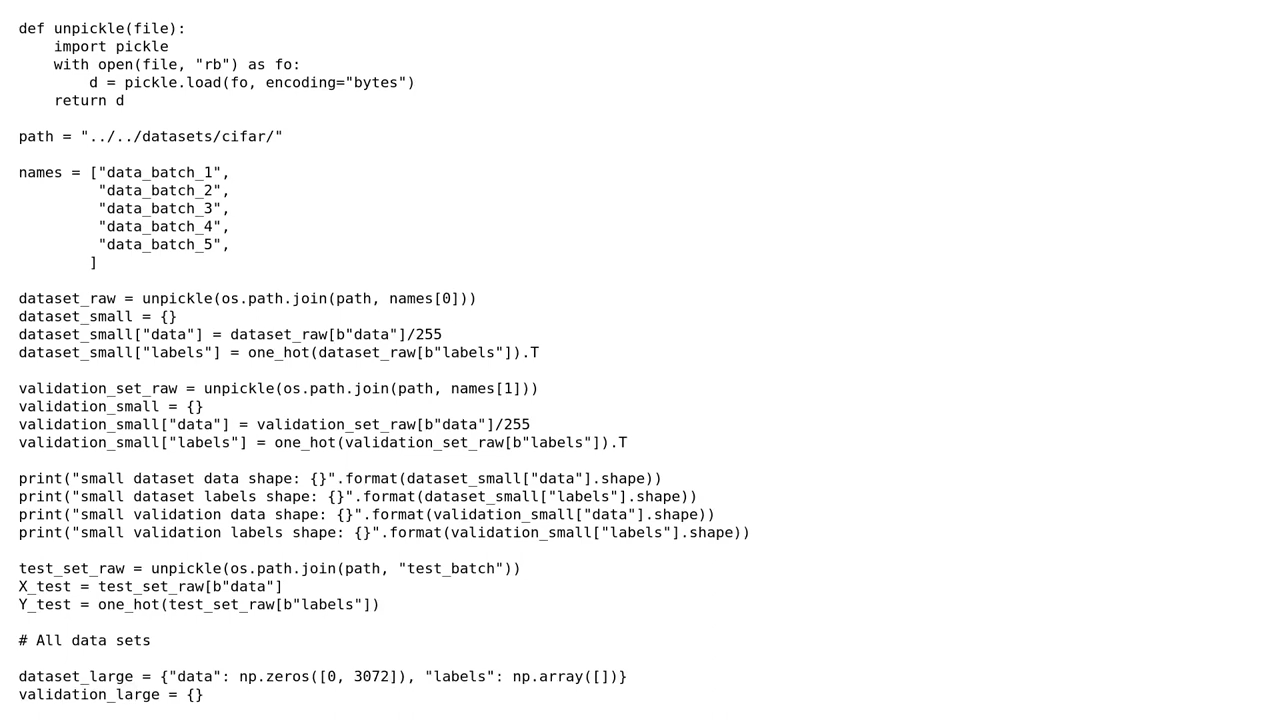 def unpickle(file):
    import pickle
    with open(file, "rb") as fo:
        d = pickle.load(fo, encoding="bytes")
    return d

path = "../../datasets/cifar/"

names = ["data_batch_1",
         "data_batch_2",
         "data_batch_3",
         "data_batch_4",
         "data_batch_5",
        ]

dataset_raw = unpickle(os.path.join(path, names[0]))
dataset_small = {}
dataset_small["data"] = dataset_raw[b"data"]/255
dataset_small["labels"] = one_hot(dataset_raw[b"labels"]).T

validation_set_raw = unpickle(os.path.join(path, names[1]))
validation_small = {}
validation_small["data"] = validation_set_raw[b"data"]/255
validation_small["labels"] = one_hot(validation_set_raw[b"labels"]).T

print("small dataset data shape: {}".format(dataset_small["data"].shape))
print("small dataset labels shape: {}".format(dataset_small["labels"].shape))
print("small validation data shape: {}".format(validation_small["data"].shape))
print("small validation labels shape: {}".format(validation_small["labels"].shape))

test_set_raw = unpickle(os.path.join(path, "test_batch"))
X_test = test_set_raw[b"data"]
Y_test = one_hot(test_set_raw[b"labels"])

# All data sets

dataset_large = {"data": np.zeros([0, 3072]), "labels": np.array([])}
validation_large = {}